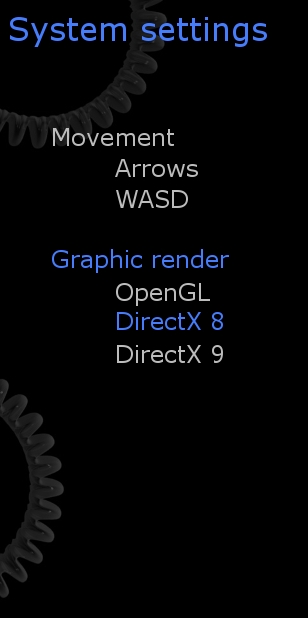 System settings
Movement
Arrows
WASD
Graphic render
OpenGL
DirectX 8
DirectX 9